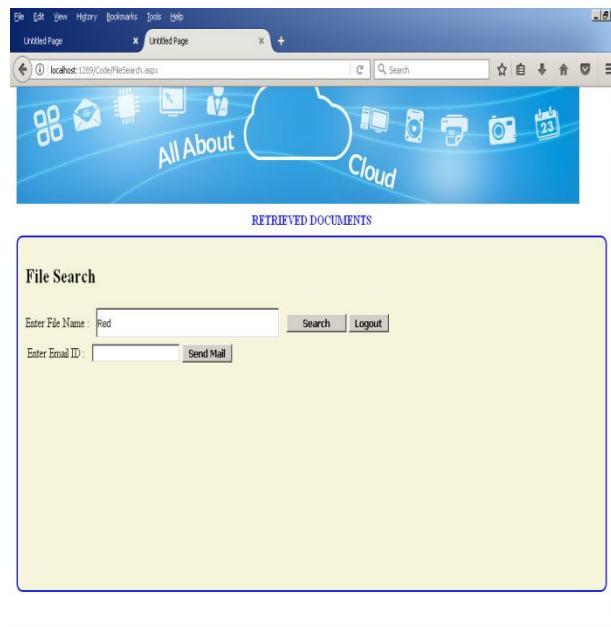 File Edit View History Bookmarks Tools Help
Untitled Page
Untitled Page
localhost:1289/Code/FileSearch.aspx
Search
23
All About
Cloud
RETRIEVED DOCUMENTS
File Search
Enter File Name : Red Search Logout
Enter Email ID : Send Mail